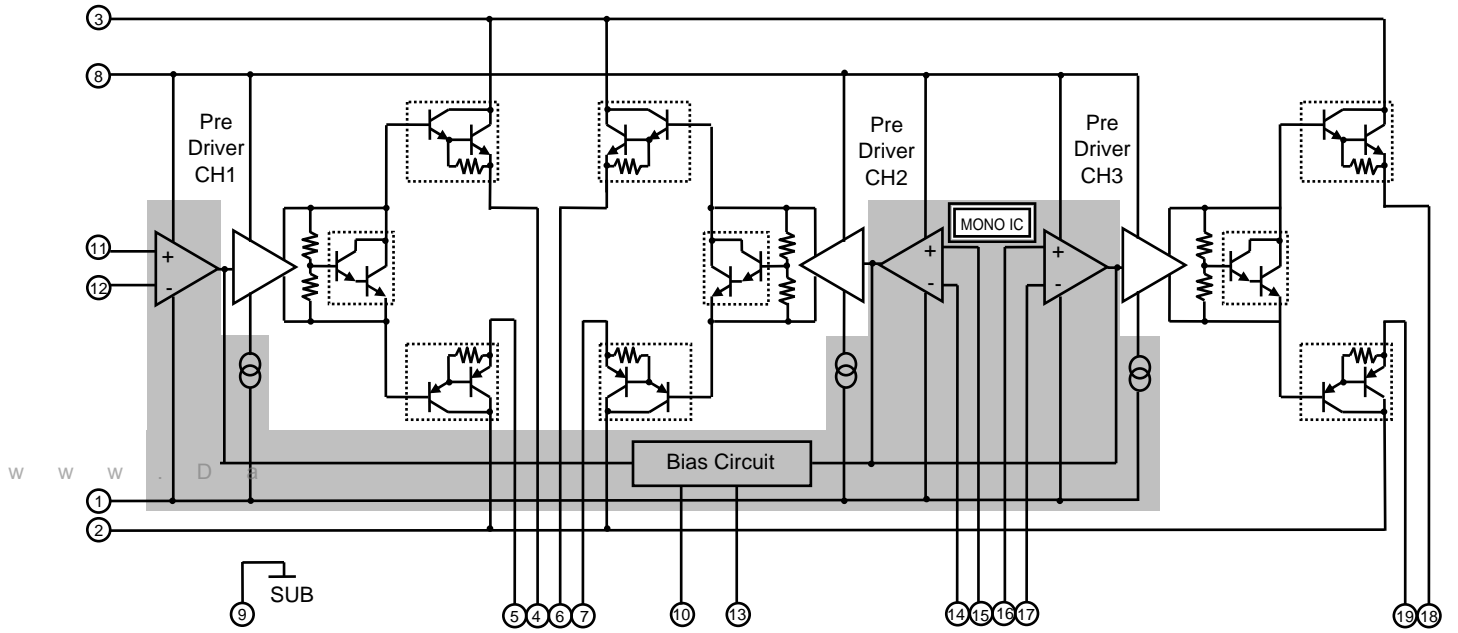 3
8
Pre
Driver
CH1
Pre
Driver
CH2
Pre
Driver
CH3
MONO IC
11
12
+
-
+
-
+
-
Bias Circuit
w w w . D a
1
2
SUB
9
5
4
6
7
10
13
14
15
16
17
19
18